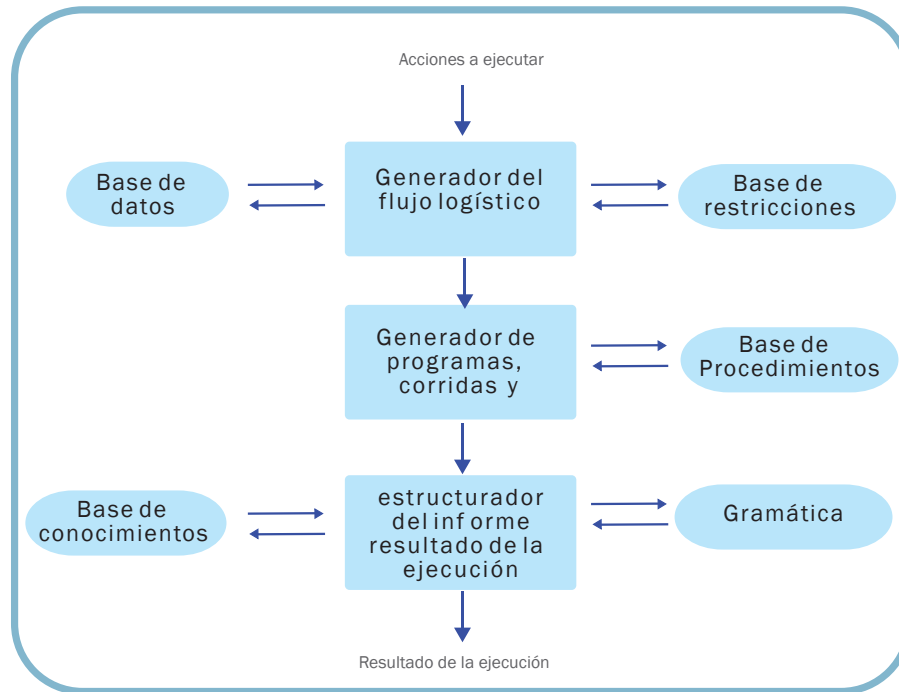 Acciones a ejecutar
Base de
datos
Generador del
flujo logístico
Base de
restricciones
Generador de
programas,
corridas y
Base de
Procedimientos
Base de
conocimientos
estructurador
del informe
resultado de la
ejecución
Gramática
Resultado de la ejecución